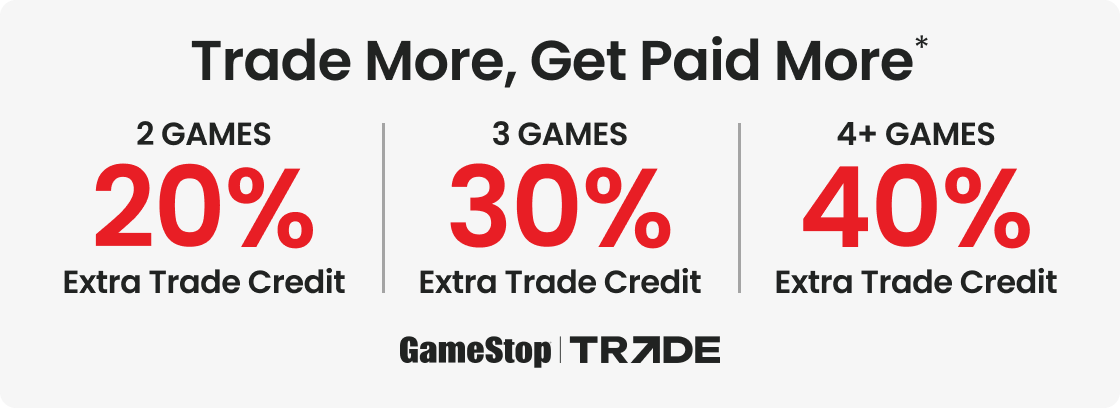 Trade More, Get Paid More*
2 GAMES
20%
Extra Trade Credit
3 GAMES
30%
Extra Trade Credit
4+ GAMES
40%
Extra Trade Credit
GameStop | TRADE